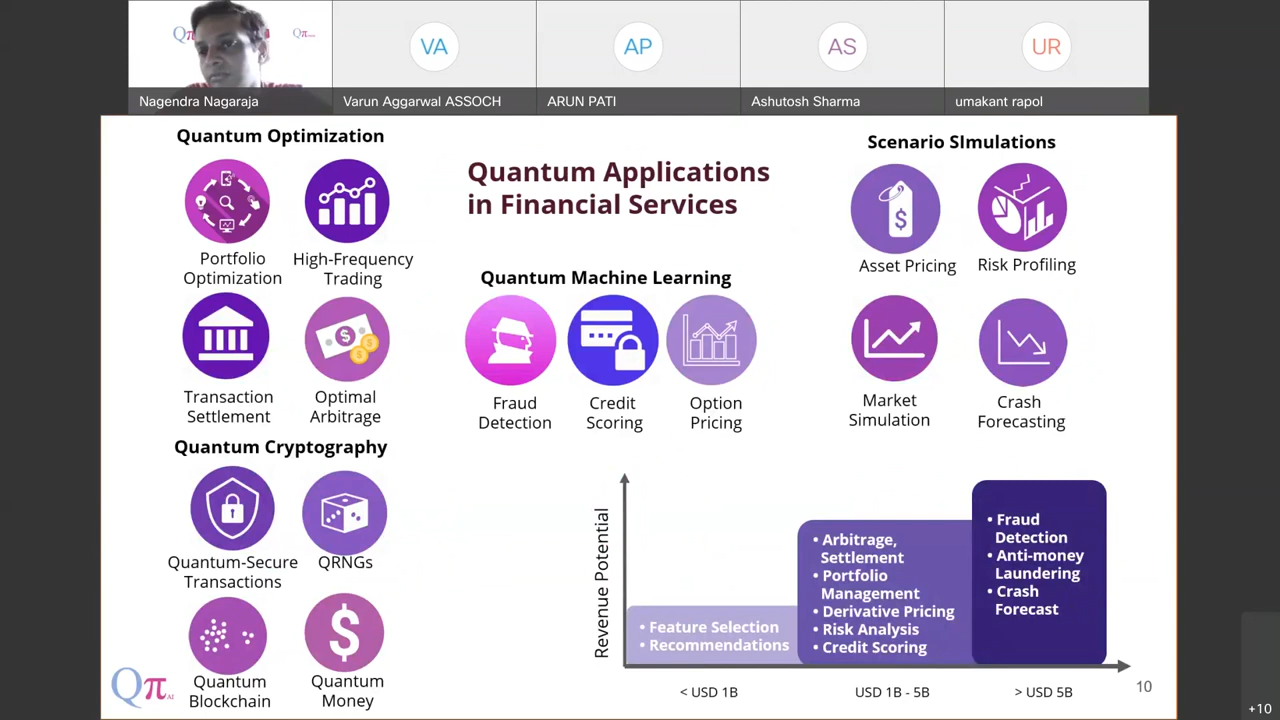 Qπ
π
VA
AP
AS
UR
Nagendra Nagaraja
Varun Aggarwal ASSOCH
ARUN PATI
Ashutosh Sharma
umakant rapol
Quantum Optimization
Portfolio
Optimization
High-Frequency
Trading
Transaction
Settlement
Optimal
Arbitrage
Quantum Cryptography
Quantum-Secure
Transactions
QRNGs
Quantum
Blockchain
Quantum
Money
Quantum Applications
in Financial Services
Quantum Machine Learning
Fraud
Detection
Credit
Scoring
Option
Pricing
Scenario SImulations
Asset Pricing
Risk Profiling
Market
Simulation
Crash
Forecasting
Revenue Potential
• Feature Selection
• Recommendations
• Arbitrage,
Settlement
• Portfolio
Management
• Derivative Pricing
• Risk Analysis
• Credit Scoring
• Fraud
Detection
• Anti-money
Laundering
• Crash
Forecast
< USD 1B
USD 1B - 5B
> USD 5B
QπAI
10
+10